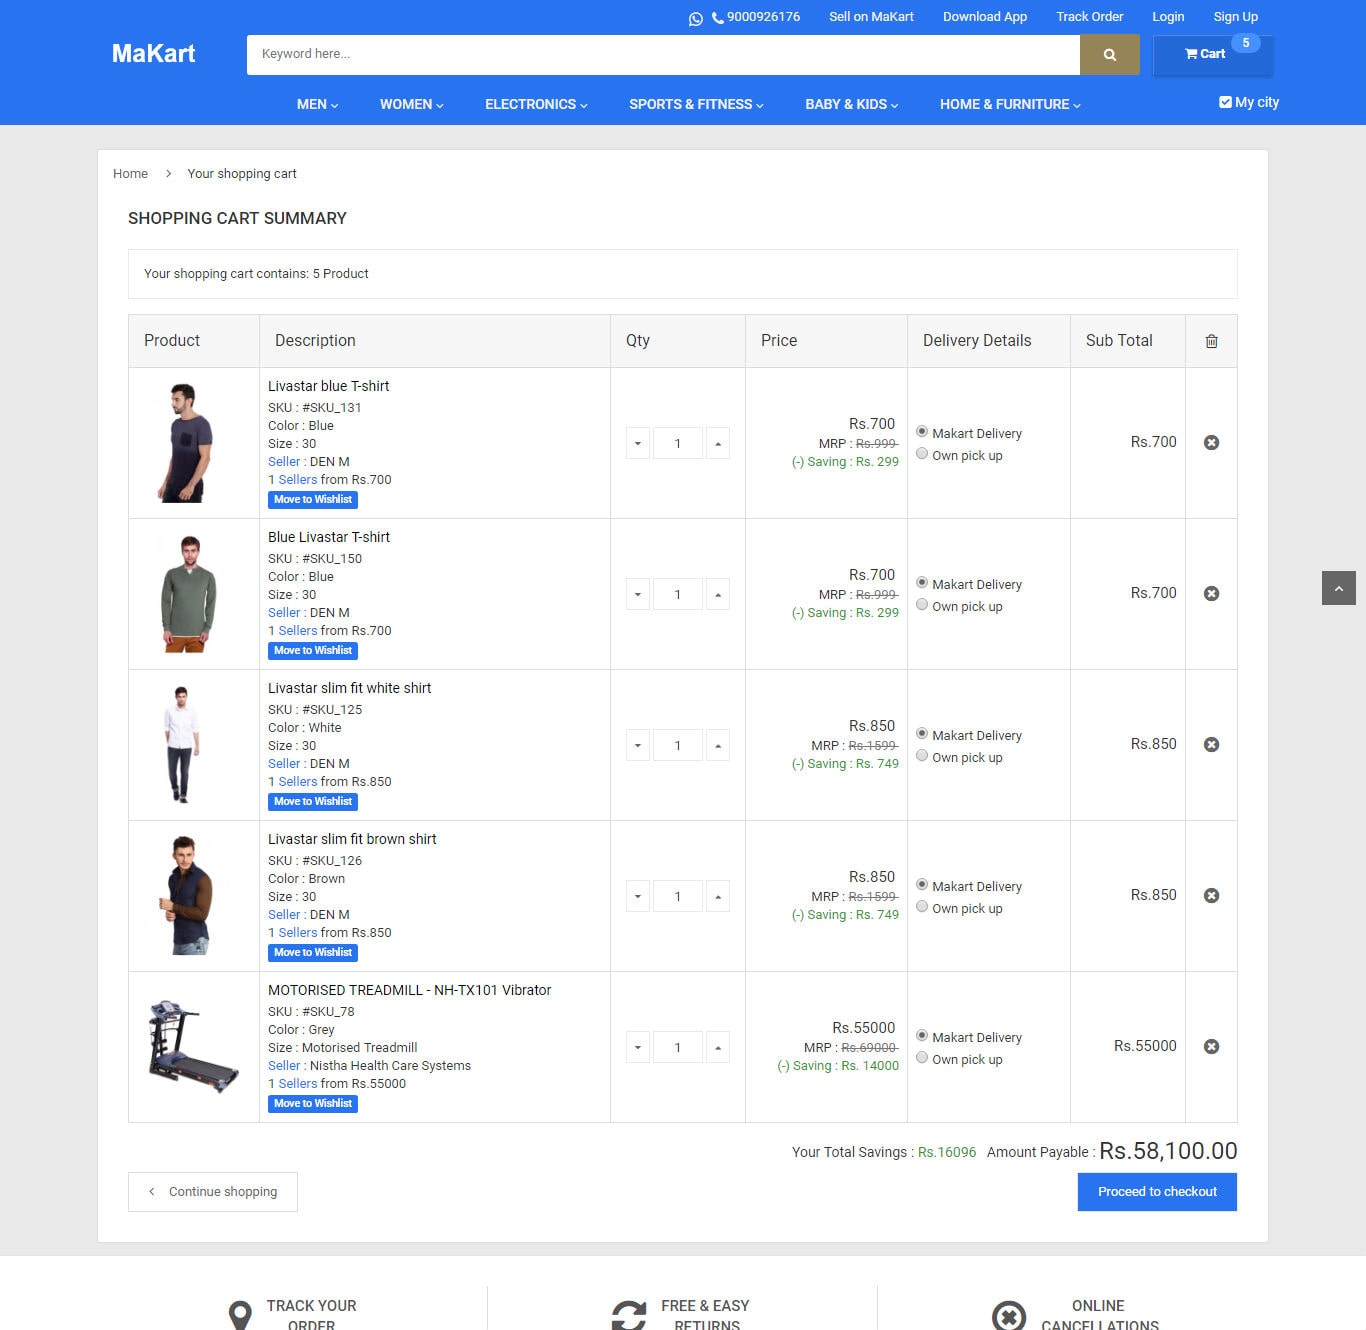 9000926176 Sell on MaKart Download App Track Order Login Sign Up
MaKart
Keyword here...
Cart 5
MEN WOMEN ELECTRONICS SPORTS & FITNESS BABY & KIDS HOME & FURNITURE My city
Home > Your shopping cart
SHOPPING CART SUMMARY
Your shopping cart contains: 5 Product
Product Description Qty Price Delivery Details Sub Total
Livastar blue T-shirt
SKU : #SKU_131
Color : Blue
Size : 30
Seller : DEN M
1 Sellers from Rs.700
Move to Wishlist
1
Rs.700
MRP : Rs.999
(-) Saving : Rs. 299
Makart Delivery
Own pick up
Rs.700
Blue Livastar T-shirt
SKU : #SKU_150
Color : Blue
Size : 30
Seller : DEN M
1 Sellers from Rs.700
Move to Wishlist
1
Rs.700
MRP : Rs.999
(-) Saving : Rs. 299
Makart Delivery
Own pick up
Rs.700
Livastar slim fit white shirt
SKU : #SKU_125
Color : White
Size : 30
Seller : DEN M
1 Sellers from Rs.850
Move to Wishlist
1
Rs.850
MRP : Rs.1599
(-) Saving : Rs. 749
Makart Delivery
Own pick up
Rs.850
Livastar slim fit brown shirt
SKU : #SKU_126
Color : Brown
Size : 30
Seller : DEN M
1 Sellers from Rs.850
Move to Wishlist
1
Rs.850
MRP : Rs.1599
(-) Saving : Rs. 749
Makart Delivery
Own pick up
Rs.850
MOTORISED TREADMILL - NH-TX101 Vibrator
SKU : #SKU_78
Color : Grey
Size : Motorised Treadmill
Seller : Nistha Health Care Systems
1 Sellers from Rs.55000
Move to Wishlist
1
Rs.55000
MRP : Rs.69000
(-) Saving : Rs. 14000
Makart Delivery
Own pick up
Rs.55000
Your Total Savings : Rs.16096 Amount Payable : Rs.58,100.00
Continue shopping
Proceed to checkout
TRACK YOUR
ORDER
FREE & EASY
RETURNS
ONLINE
CANCELLATIONS